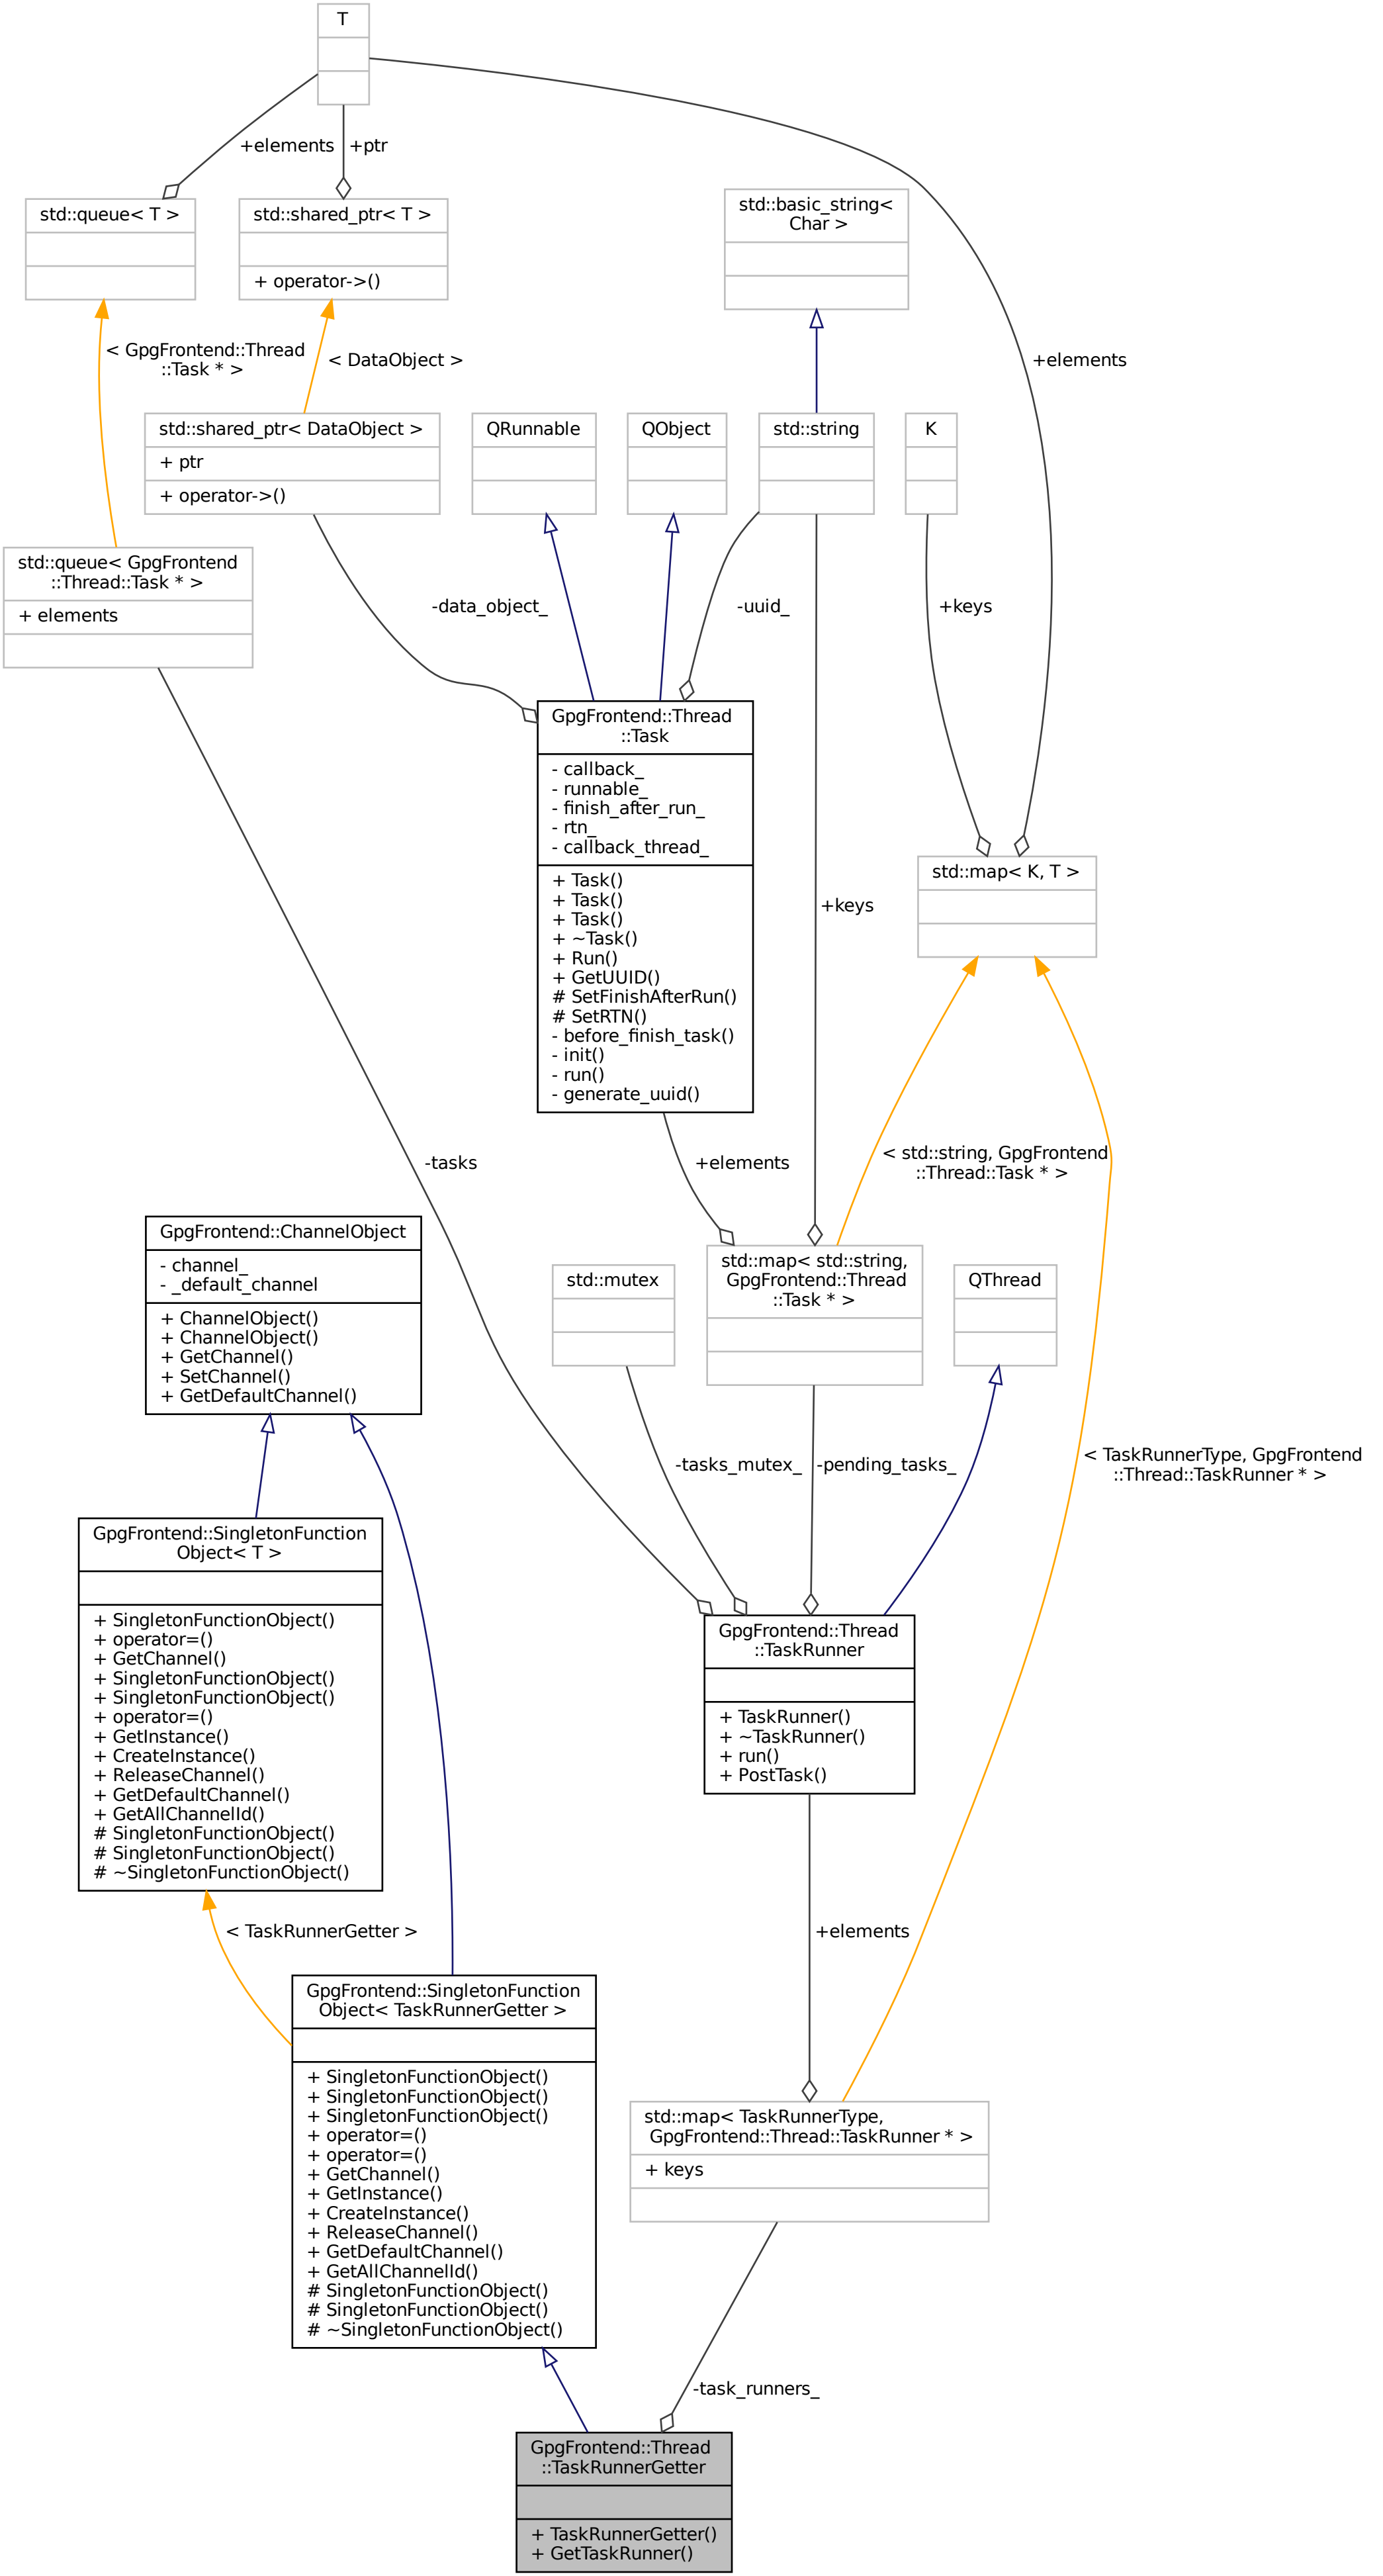 T
+elements
+ptr
std::queue< T >
std::shared_ptr< T >
+ operator->()
std::basic_string<
Char >
< GpgFrontend::Thread
::Task * >
< DataObject >
+elements
std::shared_ptr< DataObject >
+ ptr
+ operator->()
QRunnable
QObject
std::string
K
std::queue< GpgFrontend
::Thread::Task * >
+ elements
-data_object_
-uuid_
+keys
GpgFrontend::Thread
::Task
- callback_
- runnable_
- finish_after_run_
- rtn_
- callback_thread_
+ Task()
+ Task()
+ Task()
+ ~Task()
+ Run()
+ GetUUID()
# SetFinishAfterRun()
# SetRTN()
- before_finish_task()
- init()
- run()
- generate_uuid()
+keys
std::map< K, T >
-tasks
+elements
< std::string, GpgFrontend
::Thread::Task * >
GpgFrontend::ChannelObject
- channel_
- _default_channel
+ ChannelObject()
+ ChannelObject()
+ GetChannel()
+ SetChannel()
+ GetDefaultChannel()
std::mutex
std::map< std::string,
GpgFrontend::Thread
::Task * >
QThread
-tasks_mutex_
-pending_tasks_
< TaskRunnerType, GpgFrontend
::Thread::TaskRunner * >
GpgFrontend::SingletonFunction
Object< T >
+ SingletonFunctionObject()
+ operator=()
+ GetChannel()
+ SingletonFunctionObject()
+ SingletonFunctionObject()
+ operator=()
+ GetInstance()
+ CreateInstance()
+ ReleaseChannel()
+ GetDefaultChannel()
+ GetAllChannelId()
# SingletonFunctionObject()
# SingletonFunctionObject()
# ~SingletonFunctionObject()
GpgFrontend::Thread
::TaskRunner
+ TaskRunner()
+ ~TaskRunner()
+ run()
+ PostTask()
< TaskRunnerGetter >
+elements
GpgFrontend::SingletonFunction
Object< TaskRunnerGetter >
+ SingletonFunctionObject()
+ SingletonFunctionObject()
+ SingletonFunctionObject()
+ operator=()
+ operator=()
+ GetChannel()
+ GetInstance()
+ CreateInstance()
+ ReleaseChannel()
+ GetDefaultChannel()
+ GetAllChannelId()
# SingletonFunctionObject()
# SingletonFunctionObject()
# ~SingletonFunctionObject()
std::map< TaskRunnerType,
GpgFrontend::Thread::TaskRunner * >
+ keys
-task_runners_
GpgFrontend::Thread
::TaskRunnerGetter
+ TaskRunnerGetter()
+ GetTaskRunner()